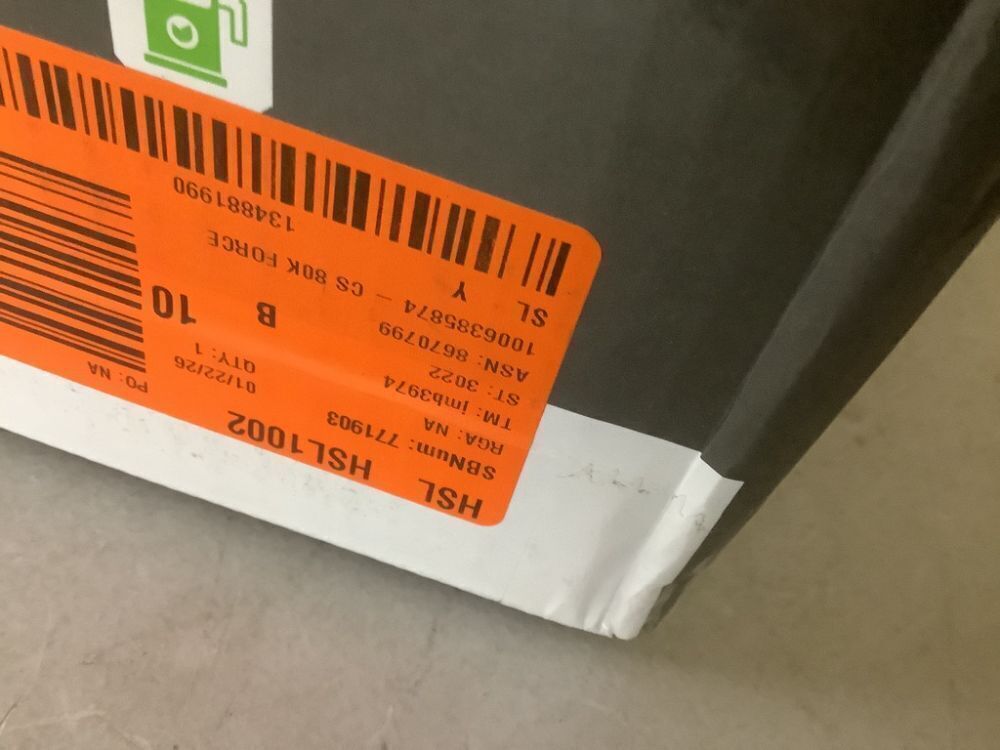 HSL HSL HSL1002
SBNum: 771903
RGA: NA
TM: jmb3974
ST: 3022
ASN: 8670799
1006385874 - CS 80K FORCE
SL Y
PO: NA
01/22/26
QTY: 1
B 10
134881990